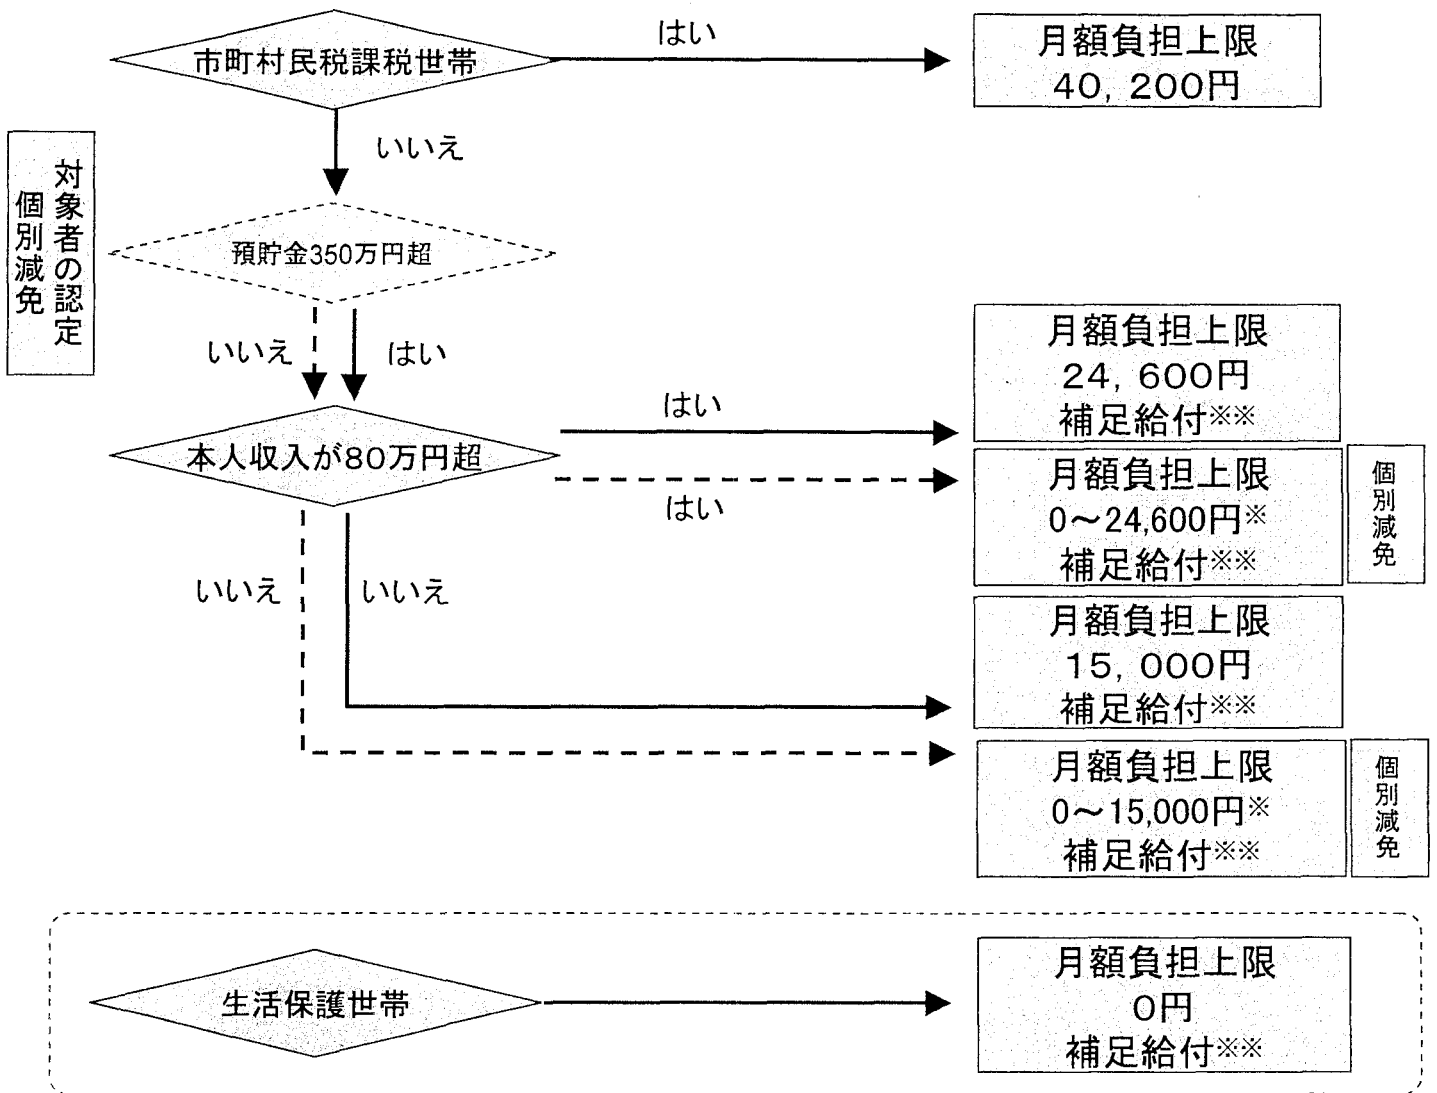 市町村民税課税世帯
はい
月額負担上限
40，200円
いいえ
対象者の認定
個別減免
預貯金350万円超
いいえ
はい
月額負担上限
24，600円
補足給付※※
本人収入が80万円超
はい
はい
月額負担上限
0～24,600円※
補足給付※※
個別減免
いいえ
いいえ
月額負担上限
15，000円
補足給付※※
月額負担上限
0～15,000円※
補足給付※※
個別減免
生活保護世帯
月額負担上限
0円
補足給付※※